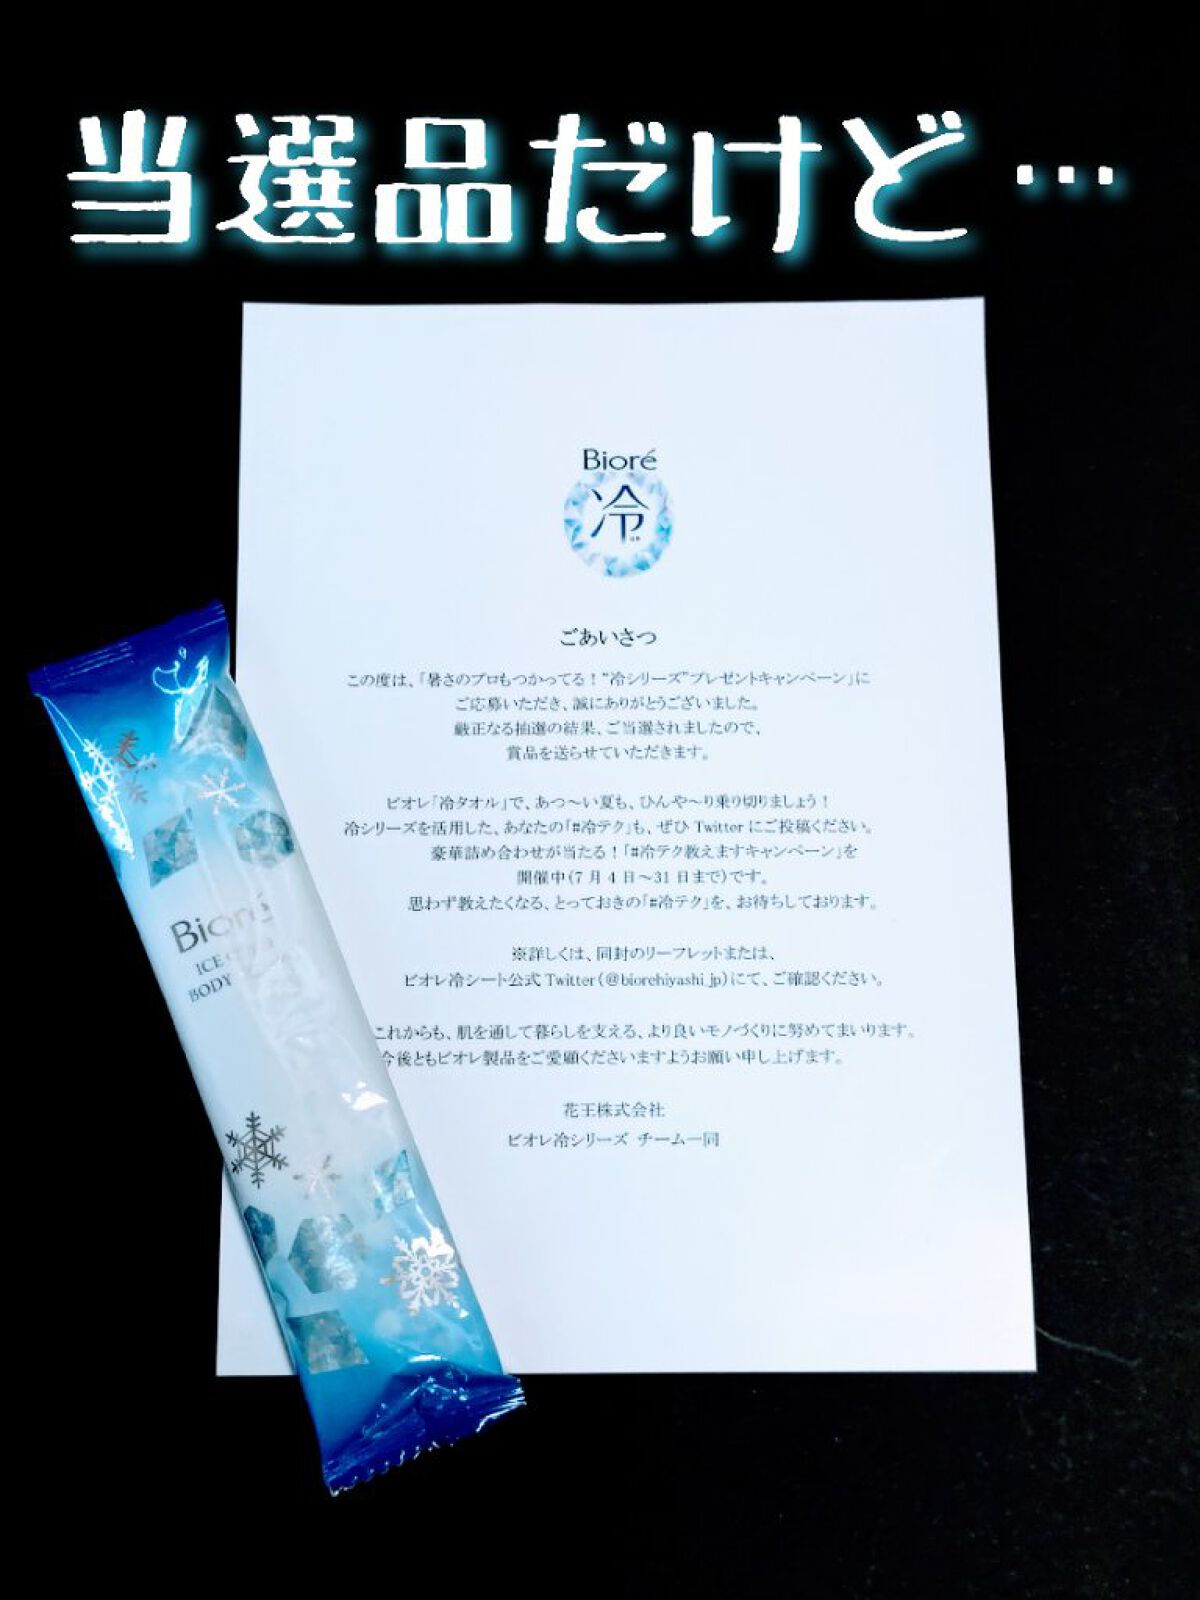 当選品だけど…
Bioré
冷
ごあいさつ
この度は、「暑さのプロもつかってる！"冷シリーズ"プレゼントキャンペーン」に
ご応募いただき、誠にありがとうございました。
厳正なる抽選の結果、ご当選されましたので、
賞品を送らせていただきます。
ビオレ「冷タオル」で、あつ～い夏も、ひんや～り乗り切りましょう！
冷シリーズを活用した、あなたの「#冷テク」も、ぜひTwitterにご投稿ください。
豪華詰め合わせが当たる！「#冷テク教えますキャンペーン」を
開催中（7月4日～31日まで）です。
思わず教えたくなる、とっておきの「#冷テク」を、お待ちしております。
※詳しくは、同封のリーフレットまたは、
ビオレ冷シート公式Twitter（@biorehiyashi_jp）にて、ご確認ください。
これからも、肌を通して暮らしを支える、より良いモノづくりに努めてまいります。
今後ともビオレ製品をご愛顧くださいますようお願い申し上げます。
花王株式会社
ビオレ冷シリーズ チーム一同
Bioré
ICE
BODY